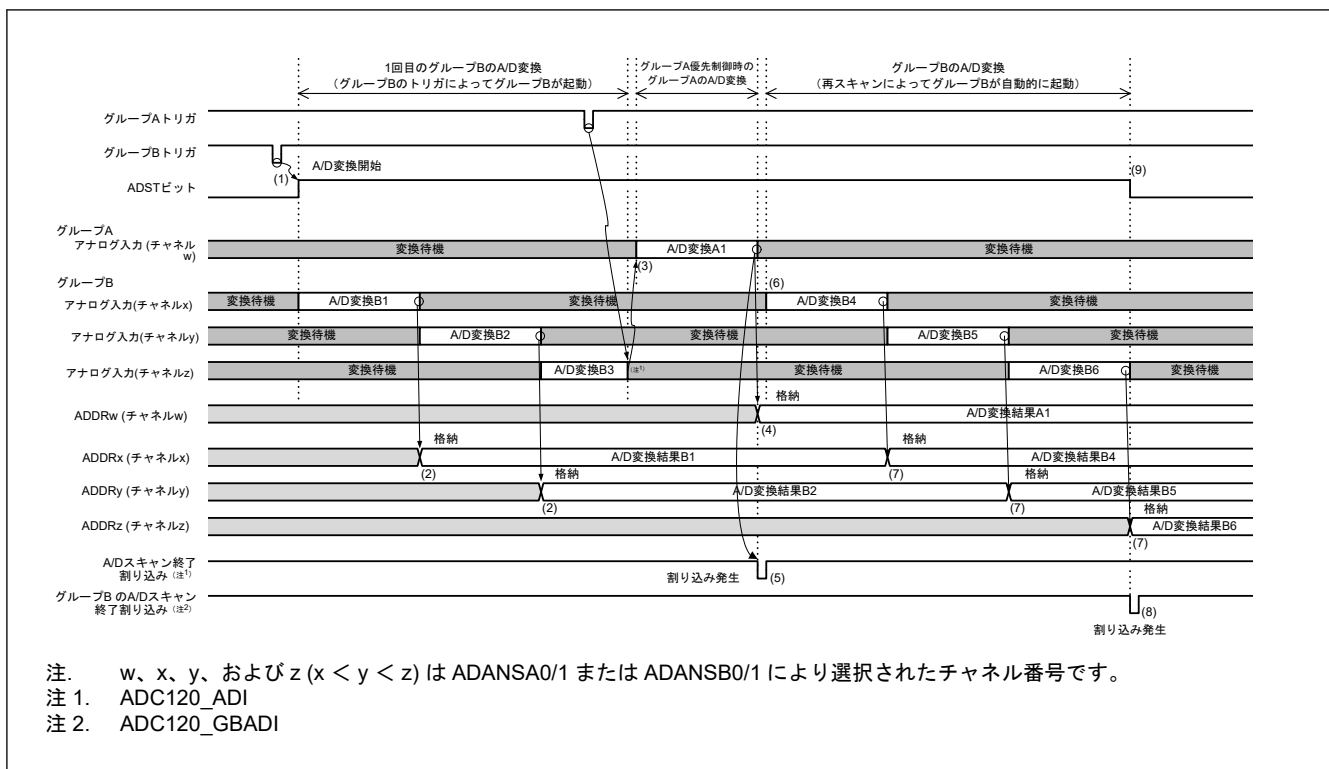 1回目のグループBのA/D変換
(グループBのトリガによってグループBが起動)
グループA優先制御時の
グループAのA/D変換
グループBのA/D変換
(再スキャンによってグループBが自動的に起動)
グループAトリガ
グループBトリガ
(1)
A/D変換開始
ADSTビット
(9)
グループA
アナログ入力 (チャネル
w)
変換待機
A/D変換A1
変換待機
(3)
グループB
(6)
アナログ入力(チャネルx)
変換待機
A/D変換B1
変換待機
A/D変換B4
変換待機
アナログ入力(チャネルy)
変換待機
A/D変換B2
変換待機
A/D変換B5
変換待機
アナログ入力(チャネルz)
変換待機
A/D変換B3
(注1)
変換待機
A/D変換B6
変換待機
格納
ADDRw (チャネルw)
A/D変換結果A1
(4)
格納
格納
ADDRx (チャネルx)
A/D変換結果B1
A/D変換結果B4
(2)
(7)
格納
格納
ADDRy (チャネルy)
A/D変換結果B2
A/D変換結果B5
(2)
(7)
格納
ADDRz (チャネルz)
A/D変換結果B6
(7)
A/Dスキャン終了
割り込み (注1)
割り込み発生
(5)
グループB のA/Dスキャン
終了割り込み (注2)
(8)
割り込み発生
注. w、x、y、および z (x < y < z) は ADANSA0/1 または ADANSB0/1 により選択されたチャネル番号です。
注 1. ADC120_ADI
注 2. ADC120_GBADI